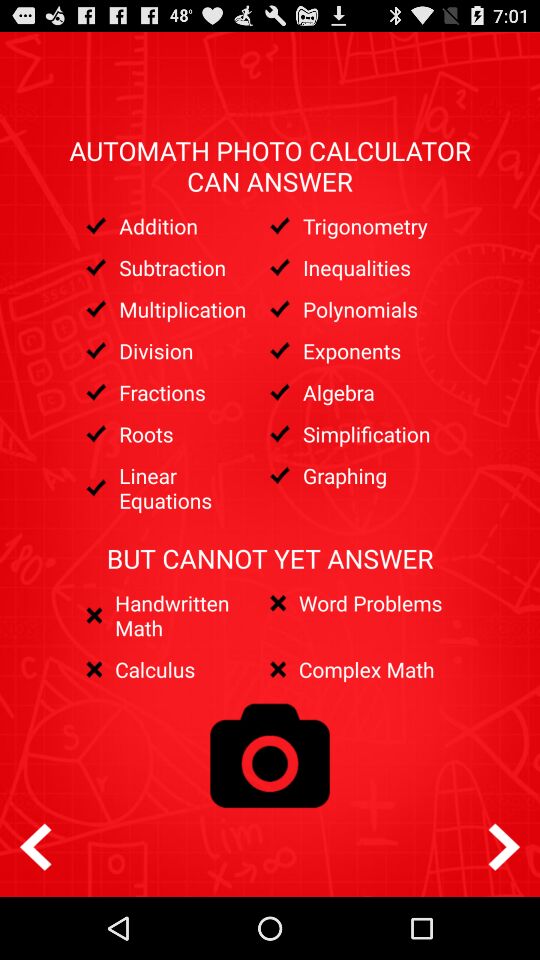 48° 7:01
AUTOMATH PHOTO CALCULATOR
CAN ANSWER
Addition Trigonometry
Subtraction Inequalities
Multiplication Polynomials
Division Exponents
Fractions Algebra
Roots Simplification
Linear Graphing
Equations
BUT CANNOT YET ANSWER
Handwritten Word Problems
Math
Calculus Complex Math